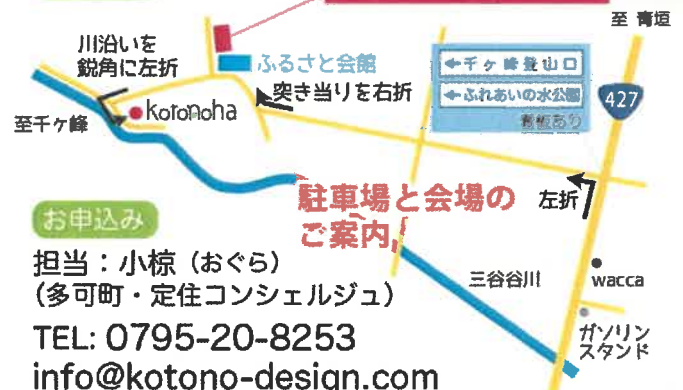 至 青垣
川沿いを
鋭角に左折
ふるさと会館
←千ヶ峰登山口
←ふれあいの水公園
看板あり
427
突き当りを右折
kotonoha
至千ヶ峰
左折
駐車場と会場の
ご案内
お申込み
三谷谷川
wacca
ガソリン
スタンド
担当：小椋（おぐら）
（多可町・定住コンシェルジュ）
TEL: 0795-20-8253
info@kotono-design.com